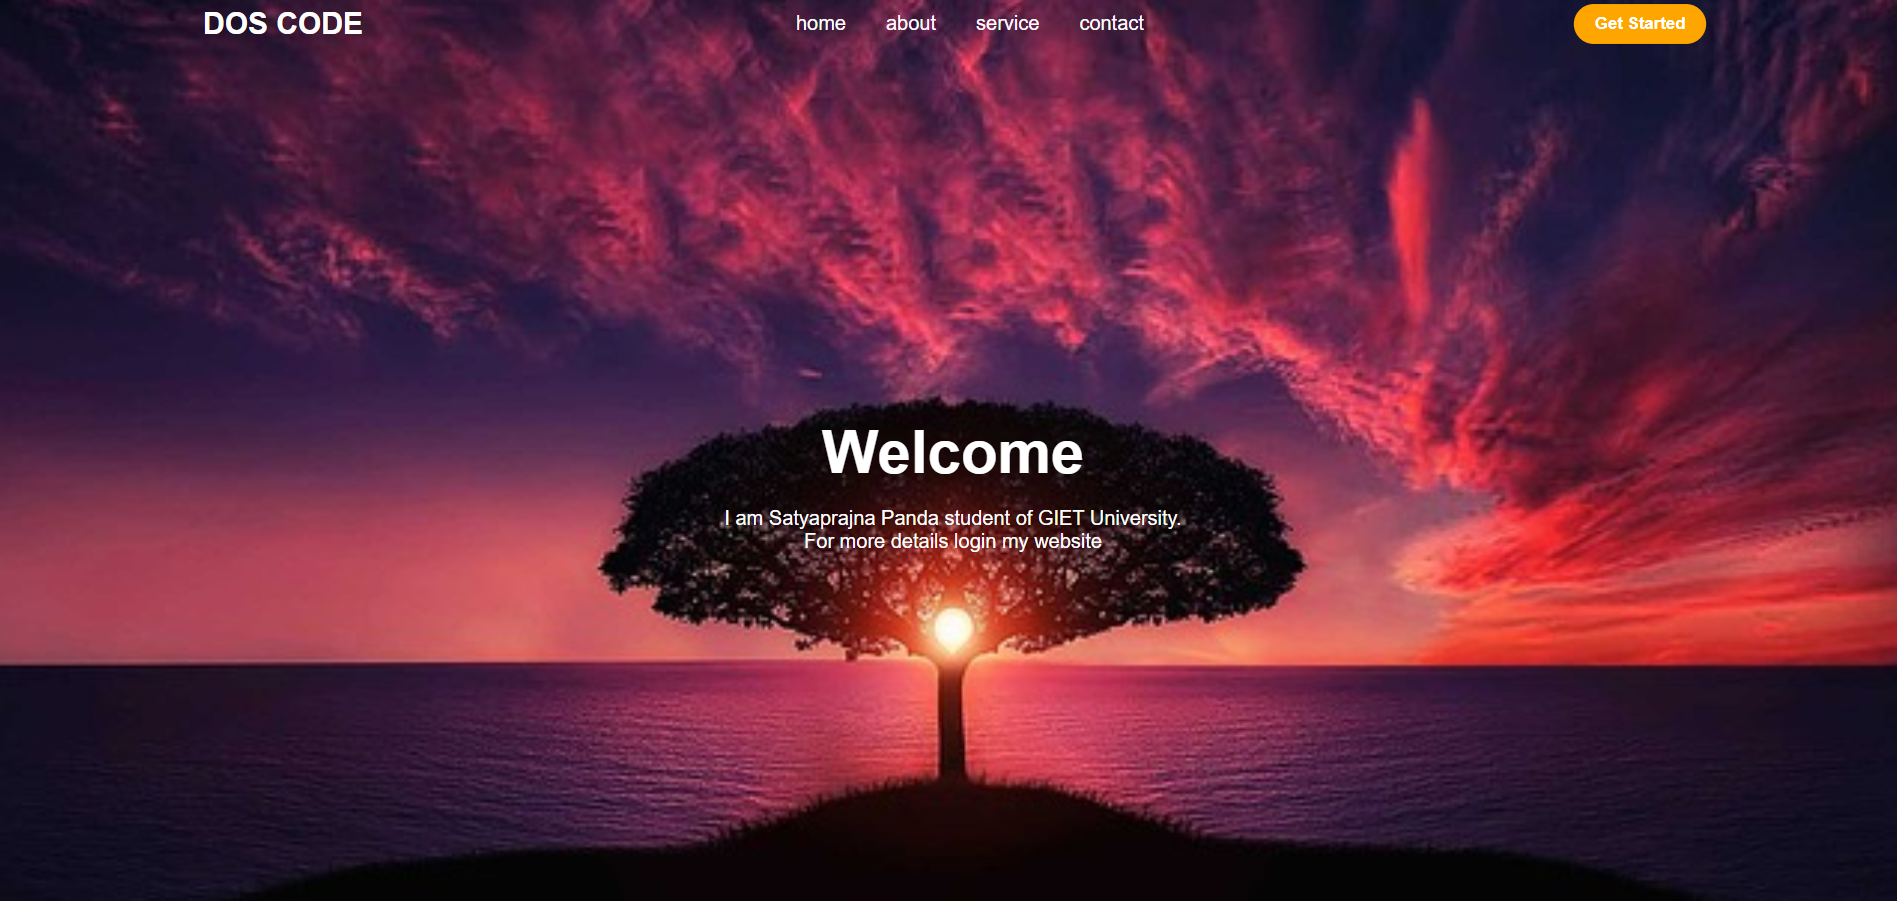 DOS CODE
home about service contact
Get Started
Welcome
I am Satyaprajna Panda student of GIET University.
For more details login my website